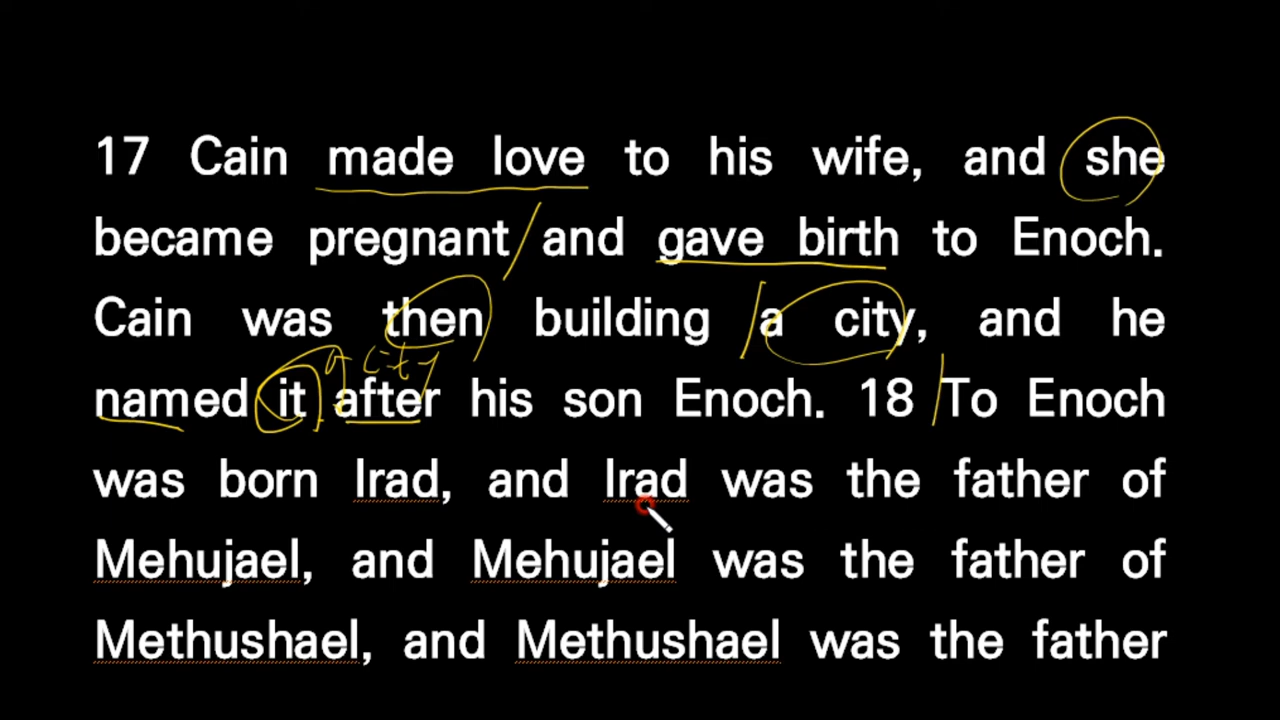 17 Cain made love to his wife, and she
became pregnant and gave birth to Enoch.
Cain was then building a city, and he
a city
named it after his son Enoch. 18 To Enoch
was born Irad, and Irad was the father of
Mehujael, and Mehujael was the father of
Methushael, and Methushael was the father